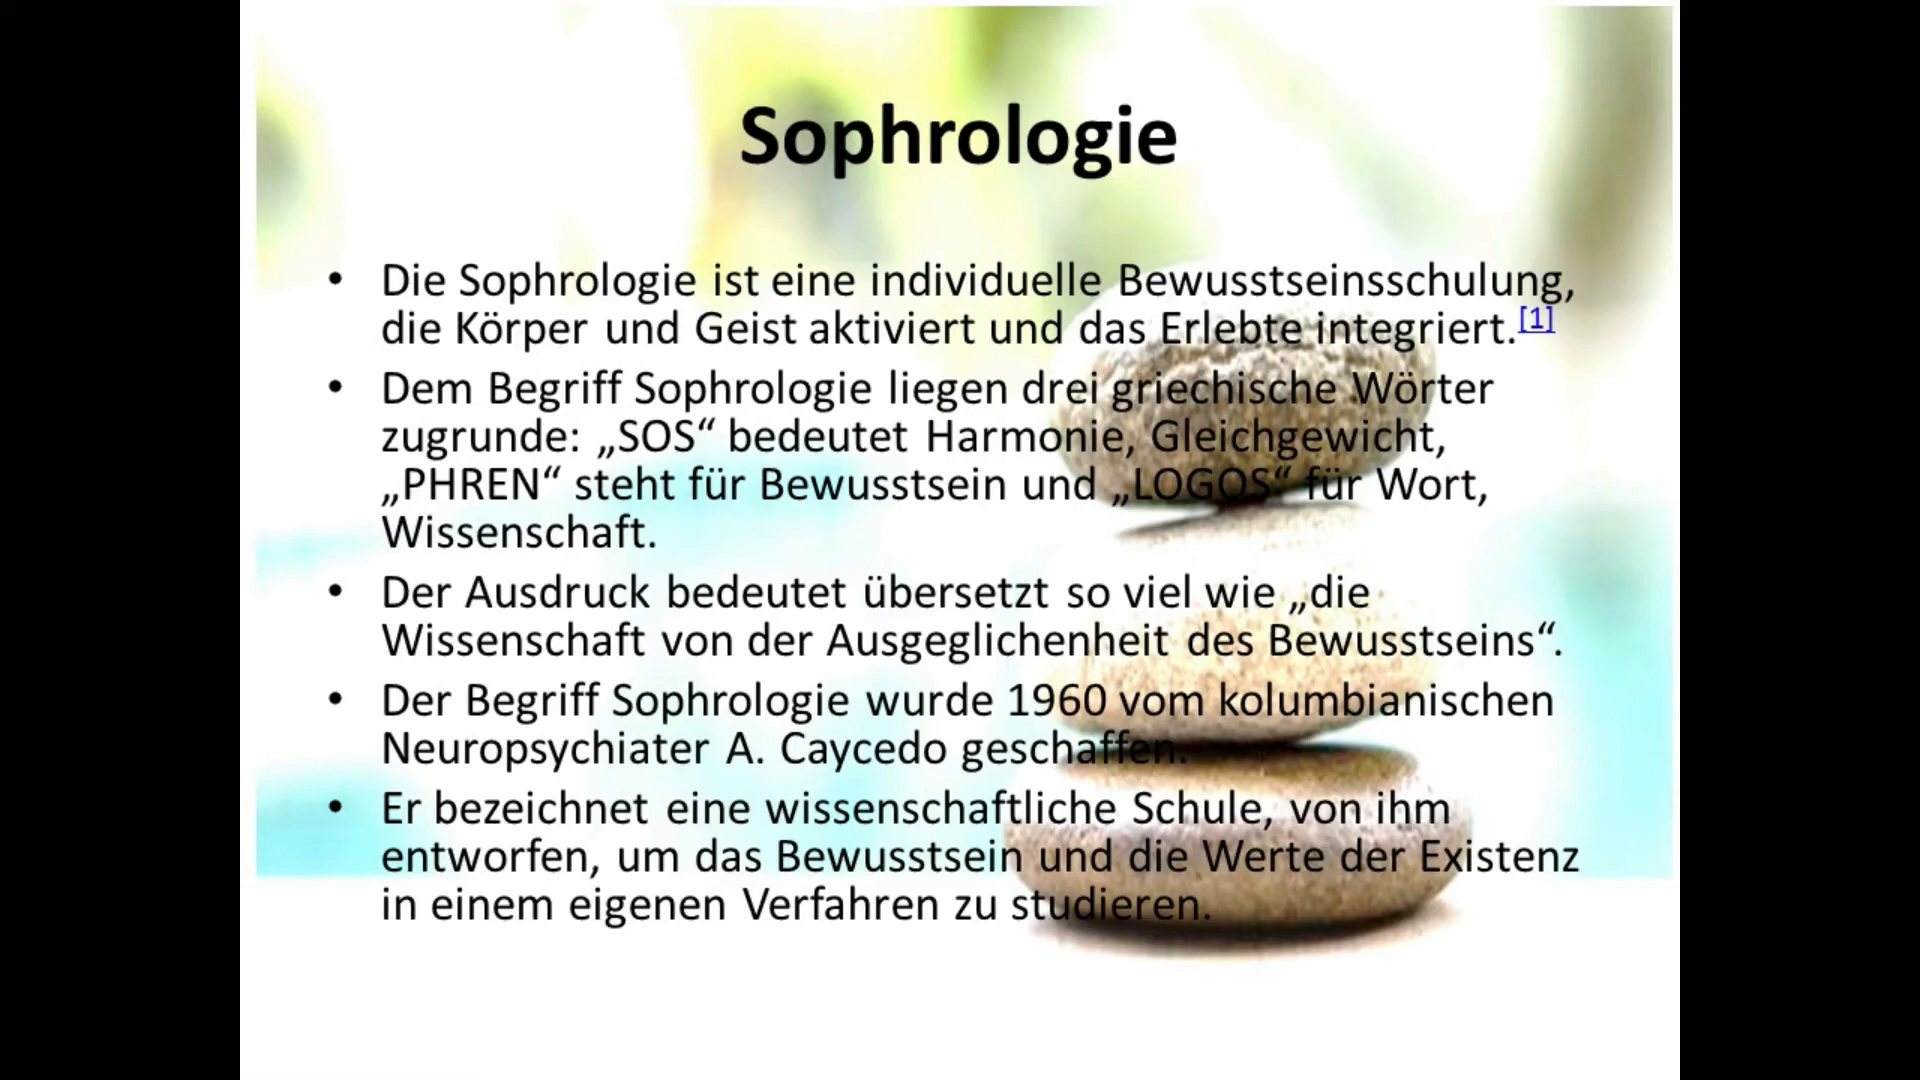 Sophrologie
• Die Sophrologie ist eine individuelle Bewusstseinsschulung,
die Körper und Geist aktiviert und das Erlebte integriert.[1]
• Dem Begriff Sophrologie liegen drei griechische Wörter
zugrunde: „SOS“ bedeutet Harmonie, Gleichgewicht,
„PHREN“ steht für Bewusstsein und „LOGOS“ für Wort,
Wissenschaft.
• Der Ausdruck bedeutet übersetzt so viel wie „die
Wissenschaft von der Ausgeglichenheit des Bewusstseins“.
• Der Begriff Sophrologie wurde 1960 vom kolumbianischen
Neuropsychiater A. Caycedo geschaffen.
• Er bezeichnet eine wissenschaftliche Schule, von ihm
entworfen, um das Bewusstsein und die Werte der Existenz
in einem eigenen Verfahren zu studieren.